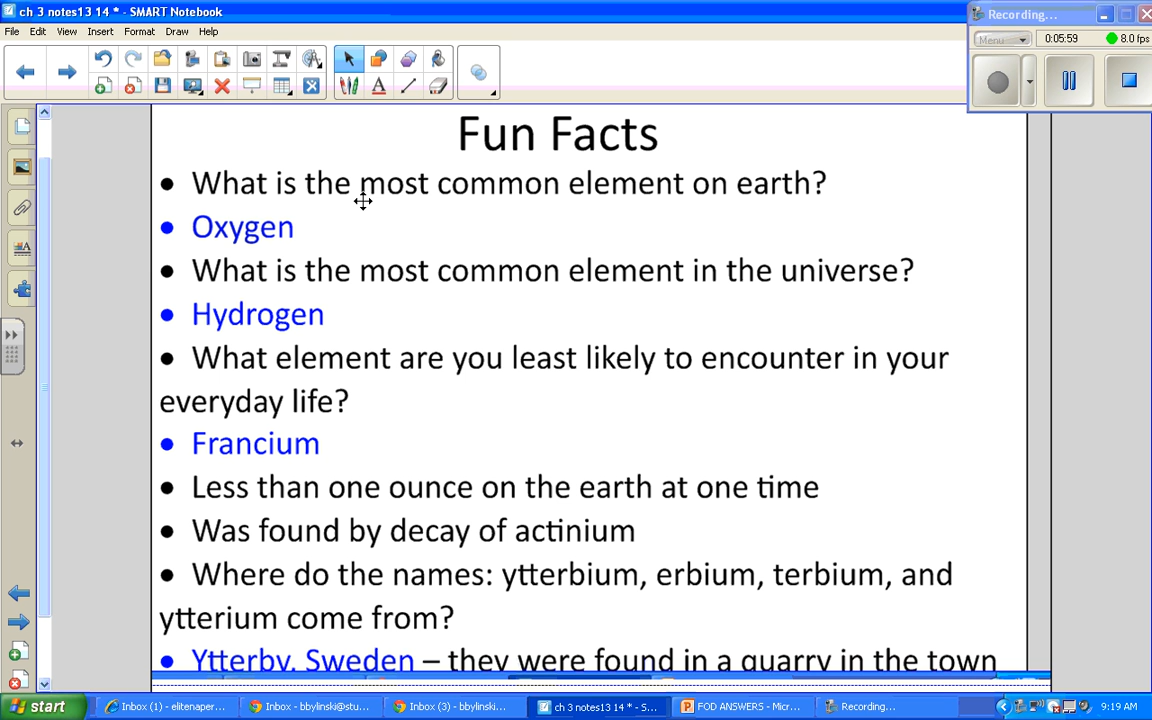 ch 3 notes13 14 * - SMART Notebook
Recording...
File Edit View Insert Format Draw Help
Menu 0:05:59 8.0 fps
Fun Facts
• What is the most common element on earth?
• Oxygen
• What is the most common element in the universe?
• Hydrogen
• What element are you least likely to encounter in your
everyday life?
• Francium
• Less than one ounce on the earth at one time
• Was found by decay of actinium
• Where do the names: ytterbium, erbium, terbium, and
ytterium come from?
• Ytterby, Sweden – they were found in a quarry in the town
start Inbox (1) - elitenaper... Inbox (3) - bbylinski@stu... Inbox (3) - bbylinski... ch 3 notes13 14 * - S... FOD ANSWERS - Micr... Recording... 9:19 AM